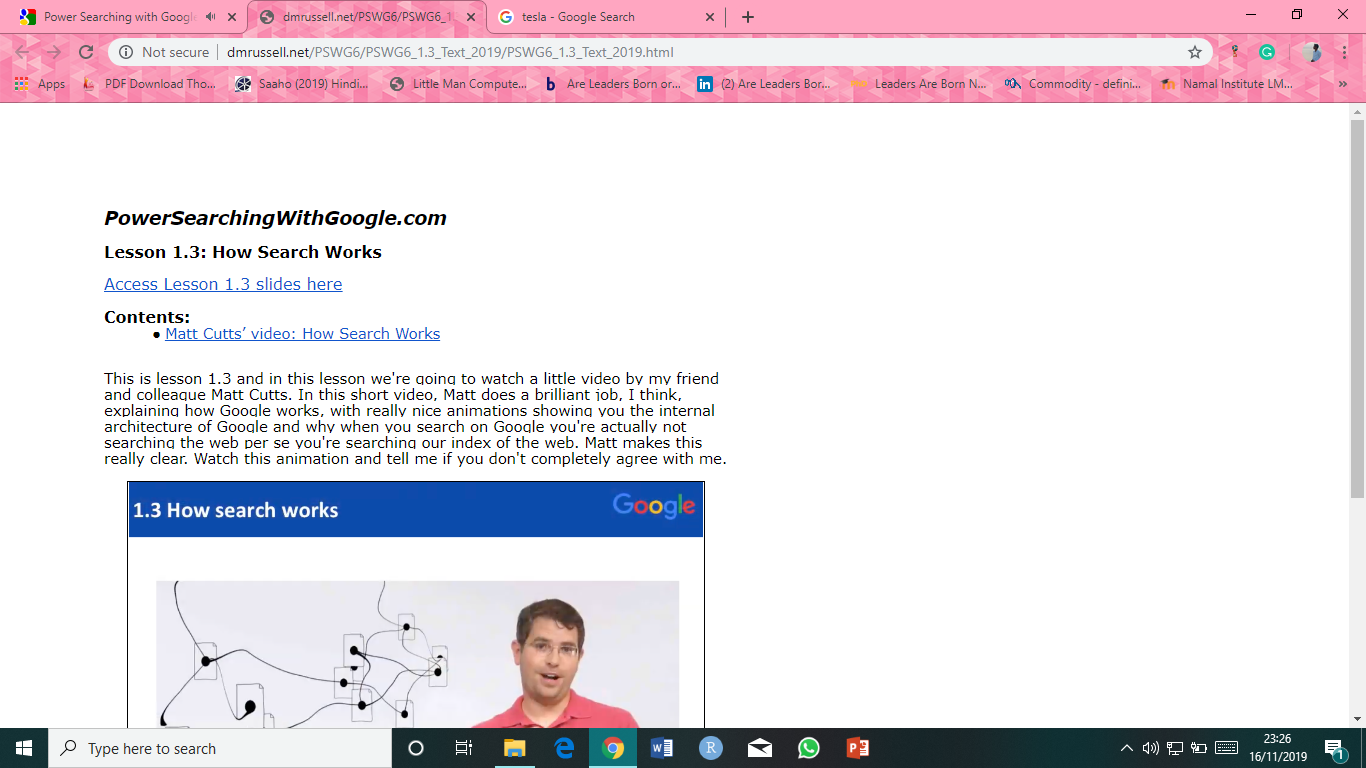 Power Searching with Googl
dmrussell.net/PSWG6/PSWG6_1
tesla - Google Search
Not secure
dmrussell.net/PSWG6/PSWG6_1.3_Text_2019/PSWG6_1.3_Text_2019.html
Apps
PDF Download Tho...
Saaho (2019) Hindi...
Little Man Compute...
Are Leaders Born or...
(2) Are Leaders Bor...
Leaders Are Born N...
Commodity - defini...
Namal Institute LM...
PowerSearchingWithGoogle.com
Lesson 1.3: How Search Works
Access Lesson 1.3 slides here
Contents:
● Matt Cutts’ video: How Search Works
This is lesson 1.3 and in this lesson we're going to watch a little video by my friend
and colleague Matt Cutts. In this short video, Matt does a brilliant job, I think,
explaining how Google works, with really nice animations showing you the internal
architecture of Google and why when you search on Google you're actually not
searching the web per se you're searching our index of the web. Matt makes this
really clear. Watch this animation and tell me if you don't completely agree with me.
1.3 How search works
Google
Type here to search
23:26
16/11/2019
1